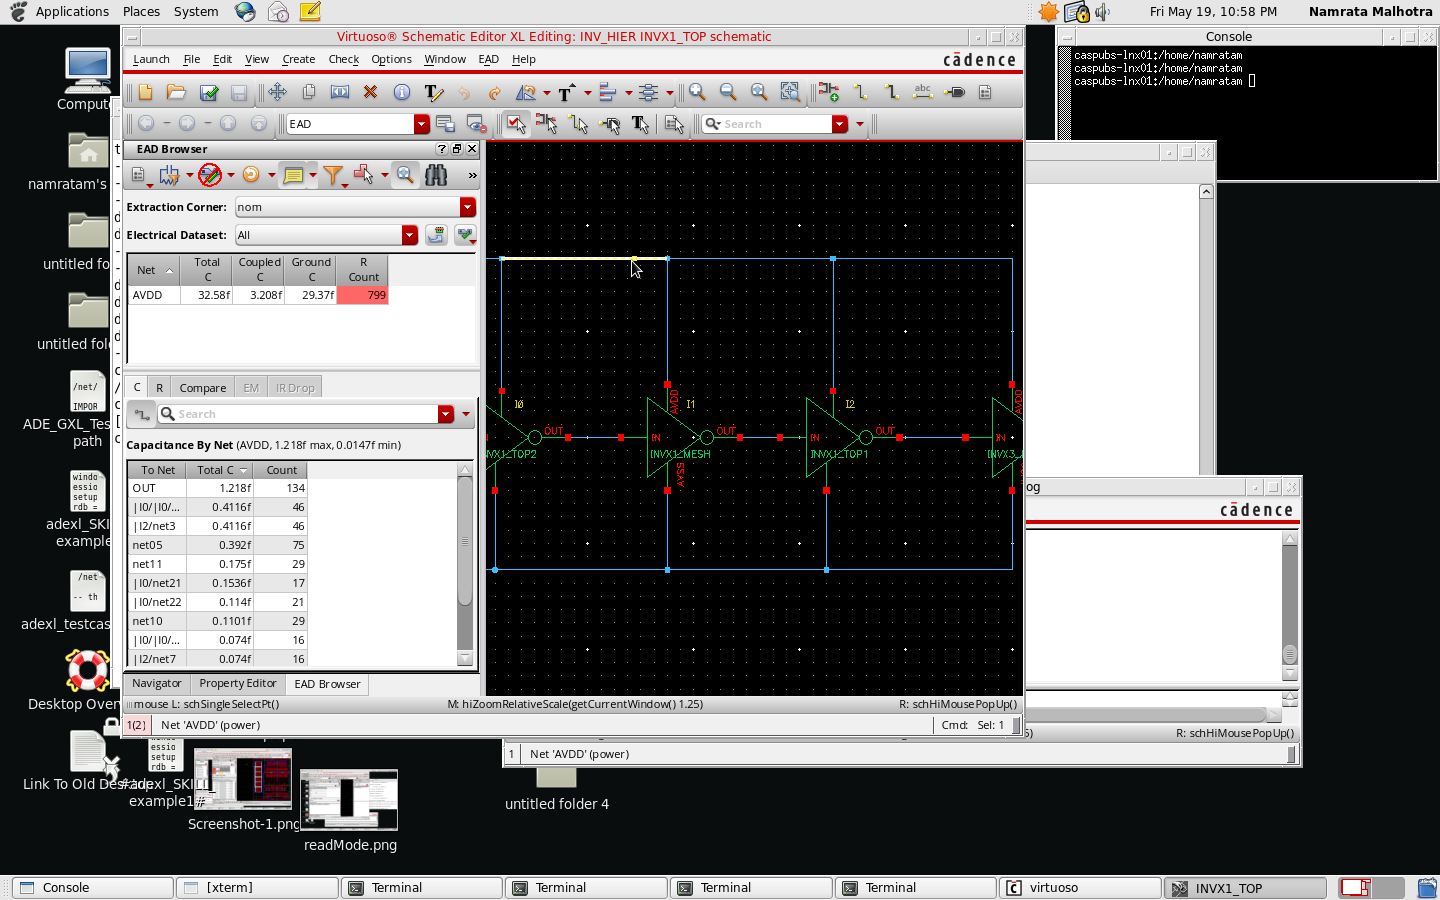 Applications Places System
Fri May 19, 10:58 PM Namrata Malhotra
Virtuoso® Schematic Editor XL Editing: INV_HIER INVX1_TOP schematic
Console
Launch File Edit View Create Check Options Window EAD Help
cādence
caspubs-lnx01:/home/namratam
caspubs-lnx01:/home/namratam
caspubs-lnx01:/home/namratam
abc
EAD
Search
EAD Browser
Extraction Corner: nom
Electrical Dataset: All
Net Total C Coupled C Ground C R Count
AVDD 32.58f 3.208f 29.37f 799
C R Compare EM IR Drop
Search
Capacitance By Net (AVDD, 1.218f max, 0.0147f min)
To Net Total C Count
OUT 1.218f 134
|I0/|I0/... 0.4116f 46
|I2/net3 0.4116f 46
net05 0.392f 75
net11 0.175f 29
|I0/net21 0.1536f 17
|I0/net22 0.114f 21
net10 0.1101f 29
|I0/|I0/... 0.074f 16
|I2/net7 0.074f 16
Navigator Property Editor EAD Browser
I0 I1 I2
AVDD AVDD
OUT IN OUT IN OUT IN
INVX1_MESH INVX1_TOP1
AVSS
mouse L: schSingleSelectPt() M: hiZoomRelativeScale(getCurrentWindow() 1.25) R: schHiMousePopUp()
1(2) Net 'AVDD' (power) Cmd: Sel: 1
og
cādence
R: schHiMousePopUp()
1 Net 'AVDD' (power)
Compute
namratam's
untitled fo
untitled fol
/net/
IMPOR
ADE_GXL_Tes
path
windo
essio
setup
rdb =
adexl_SKI
example
/net
-- th
adexl_testcas
Desktop Over
Link To Old Des
essio
setup
rdb =
#adexl_SKI
example1#
Screenshot-1.png
readMode.png
untitled folder 4
Console [xterm] Terminal Terminal Terminal Terminal virtuoso INVX1_TOP